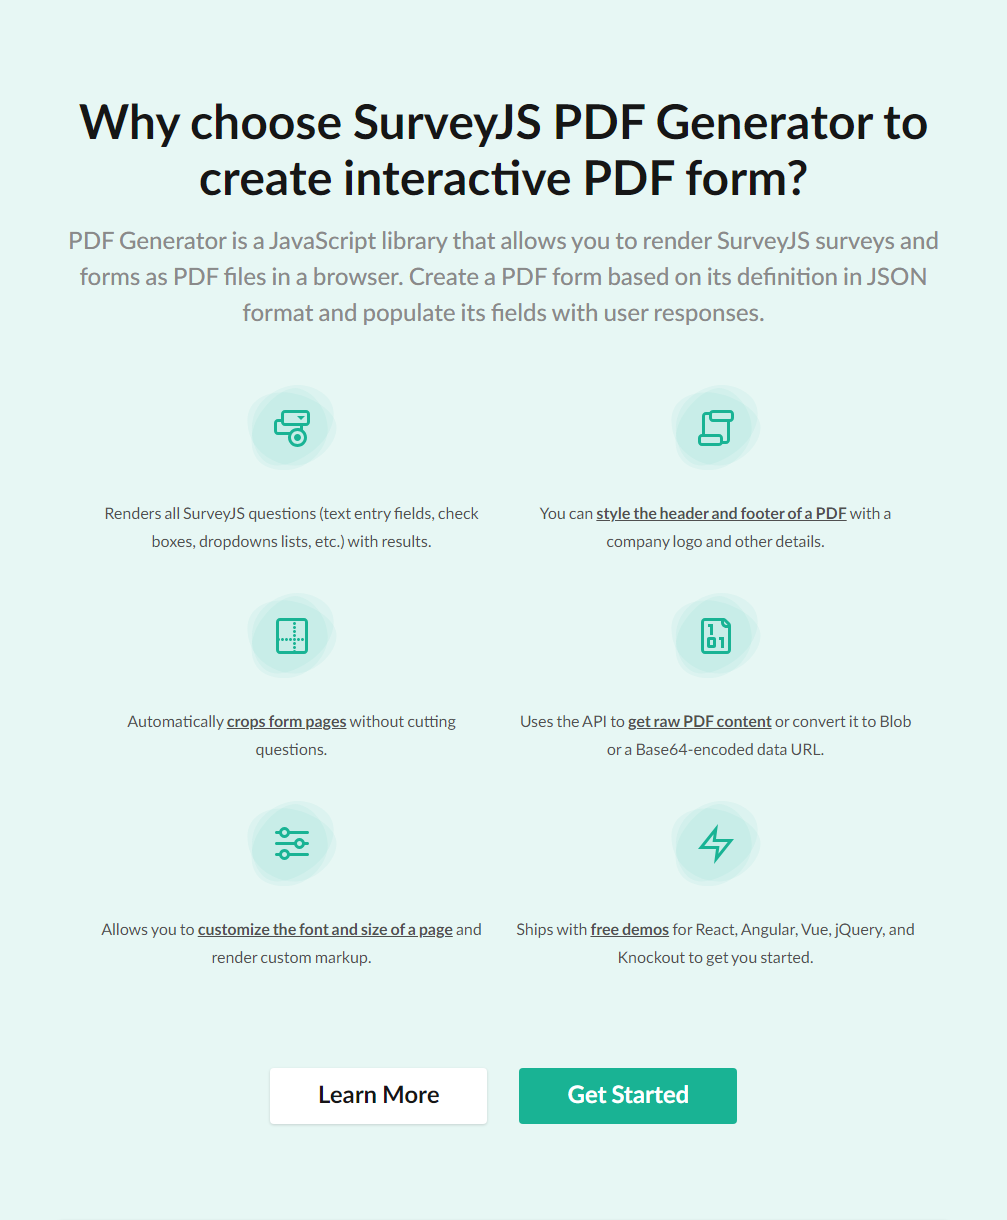 Why choose SurveyJS PDF Generator to
create interactive PDF form?
PDF Generator is a JavaScript library that allows you to render SurveyJS surveys and
forms as PDF files in a browser. Create a PDF form based on its definition in JSON
format and populate its fields with user responses.
Renders all SurveyJS questions (text entry fields, check
boxes, dropdowns lists, etc.) with results.
You can style the header and footer of a PDF with a
company logo and other details.
Automatically crops form pages without cutting
questions.
1
01
Uses the API to get raw PDF content or convert it to Blob
or a Base64-encoded data URL.
Allows you to customize the font and size of a page and
render custom markup.
Ships with free demos for React, Angular, Vue, jQuery, and
Knockout to get you started.
Learn More
Get Started